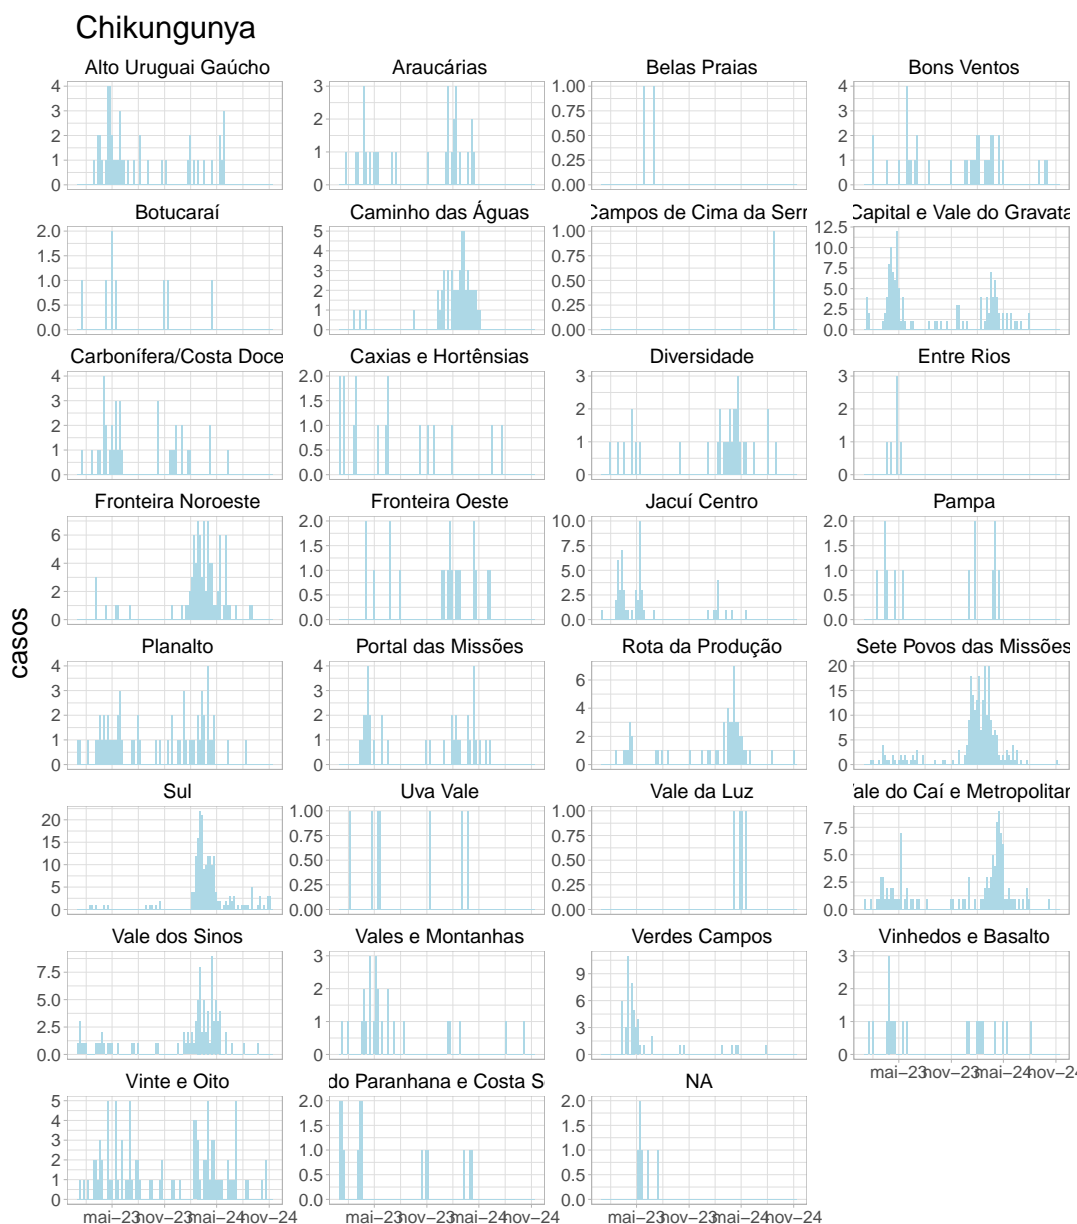 Chikungunya
Alto Uruguai Gaúcho Araucárias Belas Praias Bons Ventos
4 3 2 1 0
3 2 1 0
1.00 0.75 0.50 0.25 0.00
4 3 2 1 0
Botucaraí Caminho das Águas Campos de Cima da Serr Capital e Vale do Gravata
2.0 1.5 1.0 0.5 0.0
5 4 3 2 1 0
1.00 0.75 0.50 0.25 0.00
12.5 10.0 7.5 5.0 2.5 0.0
Carbonífera/Costa Doce Caxias e Hortênsias Diversidade Entre Rios
4 3 2 1 0
2.0 1.5 1.0 0.5 0.0
3 2 1 0
3 2 1 0
Fronteira Noroeste Fronteira Oeste Jacuí Centro Pampa
6 4 2 0
2.0 1.5 1.0 0.5 0.0
10.0 7.5 5.0 2.5 0.0
2.0 1.5 1.0 0.5 0.0
casos
Planalto Portal das Missões Rota da Produção Sete Povos das Missões
4 3 2 1 0
4 3 2 1 0
6 4 2 0
20 15 10 5 0
Sul Uva Vale Vale da Luz Vale do Caí e Metropolitan
20 15 10 5 0
1.00 0.75 0.50 0.25 0.00
1.00 0.75 0.50 0.25 0.00
7.5 5.0 2.5 0.0
Vale dos Sinos Vales e Montanhas Verdes Campos Vinhedos e Basalto
7.5 5.0 2.5 0.0
3 2 1 0
9 6 3 0
3 2 1 0
mai–23 nov–23 mai–24 nov–24
Vinte e Oito do Paranhana e Costa S NA
5 4 3 2 1 0
2.0 1.5 1.0 0.5 0.0
2.0 1.5 1.0 0.5 0.0
mai–23 nov–23 mai–24 nov–24 mai–23 nov–23 mai–24 nov–24 mai–23 nov–23 mai–24 nov–24